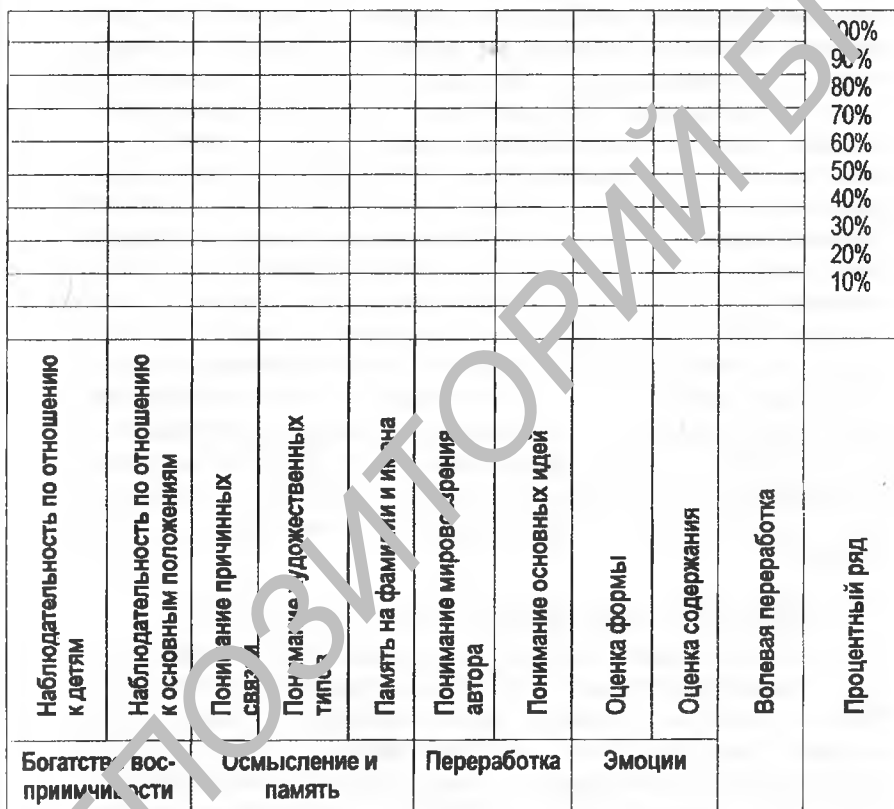 100%
90%
80%
70%
60%
50%
40%
30%
20%
10%
Наблюдательность по отношению
к детям
Наблюдательность по отношению
к основным положениям
Понимание причинных
связей
Понимание художественных
типов
Память на фамилии и имена
Понимание мировоззрения
автора
Понимание основных идей
Оценка формы
Оценка содержания
Волевая переработка
Процентный ряд
Богатство вос-
приимчивости
Осмысление и
память
Переработка
Эмоции